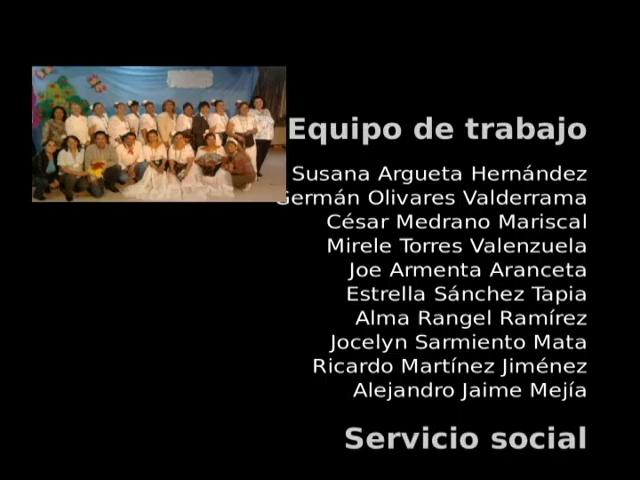 Equipo de trabajo
Susana Argueta Hernández
Germán Olivares Valderrama
César Medrano Mariscal
Mirele Torres Valenzuela
Joe Armenta Aranceta
Estrella Sánchez Tapia
Alma Rangel Ramírez
Jocelyn Sarmiento Mata
Ricardo Martínez Jiménez
Alejandro Jaime Mejía
Servicio social